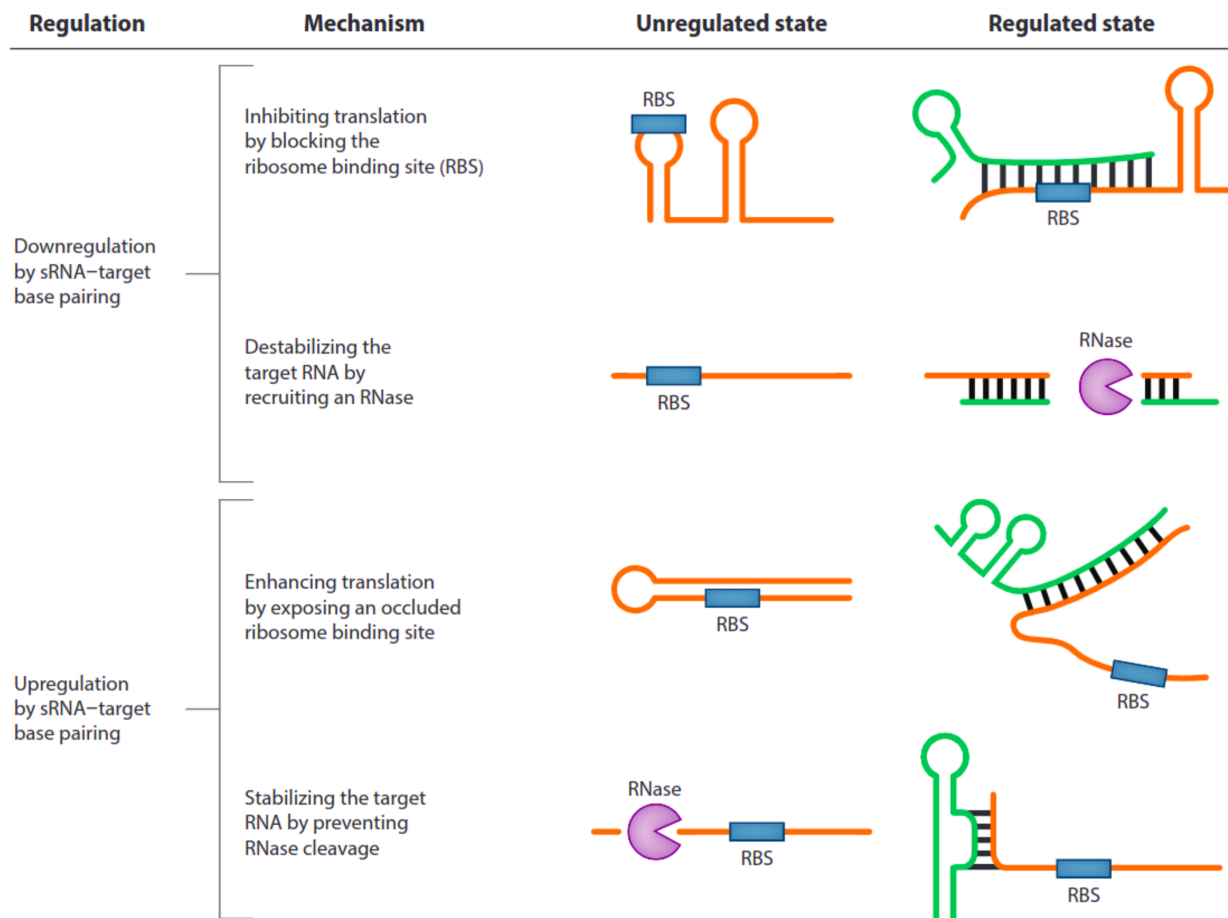 Regulation Mechanism Unregulated state Regulated state
Inhibiting translation
by blocking the
ribosome binding site (RBS)
RBS
RBS
Downregulation
by sRNA–target
base pairing
Destabilizing the
target RNA by
recruiting an RNase
RBS
RNase
Enhancing translation
by exposing an occluded
ribosome binding site
RBS
RBS
Upregulation
by sRNA–target
base pairing
Stabilizing the target
RNA by preventing
RNase cleavage
RNase
RBS
RBS